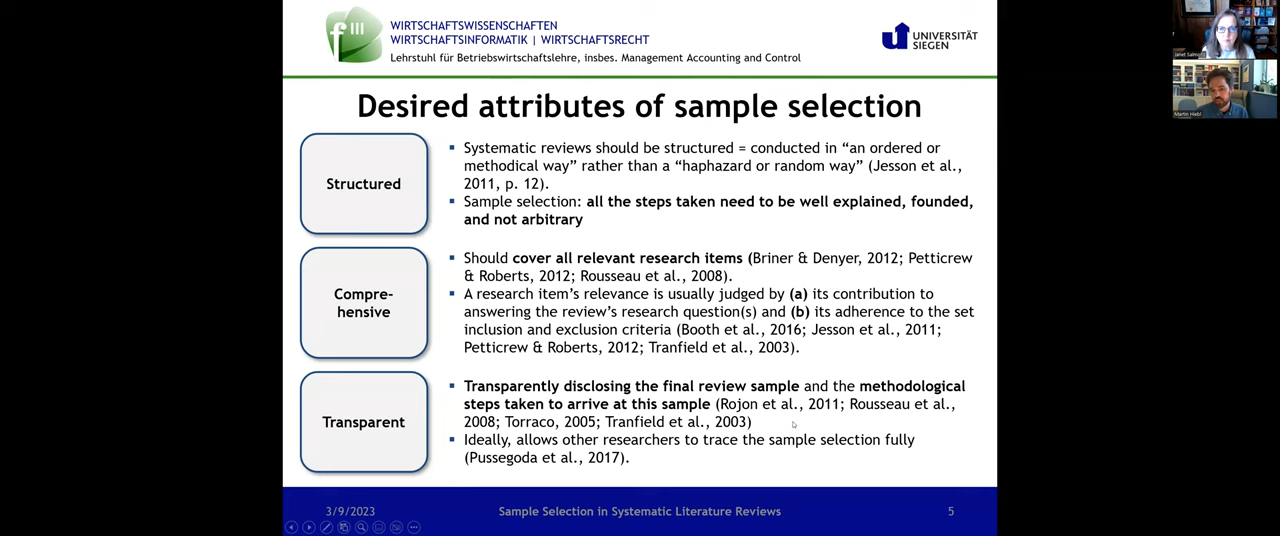 f III
WIRTSCHAFTSWISSENSCHAFTEN
WIRTSCHAFTSINFORMATIK | WIRTSCHAFTSRECHT
Lehrstuhl für Betriebswirtschaftslehre, insbes. Management Accounting and Control
UNIVERSITÄT
SIEGEN
Janet Salmons
Martin Hiebl
Desired attributes of sample selection
Structured
▪ Systematic reviews should be structured = conducted in “an ordered or
methodical way” rather than a “haphazard or random way” (Jesson et al.,
2011, p. 12).
▪ Sample selection: all the steps taken need to be well explained, founded,
and not arbitrary
Compre-
hensive
▪ Should cover all relevant research items (Briner & Denyer, 2012; Petticrew
& Roberts, 2012; Rousseau et al., 2008).
▪ A research item’s relevance is usually judged by (a) its contribution to
answering the review’s research question(s) and (b) its adherence to the set
inclusion and exclusion criteria (Booth et al., 2016; Jesson et al., 2011;
Petticrew & Roberts, 2012; Tranfield et al., 2003).
Transparent
▪ Transparently disclosing the final review sample and the methodological
steps taken to arrive at this sample (Rojon et al., 2011; Rousseau et al.,
2008; Torraco, 2005; Tranfield et al., 2003)
▪ Ideally, allows other researchers to trace the sample selection fully
(Pussegoda et al., 2017).
3/9/2023
Sample Selection in Systematic Literature Reviews
5